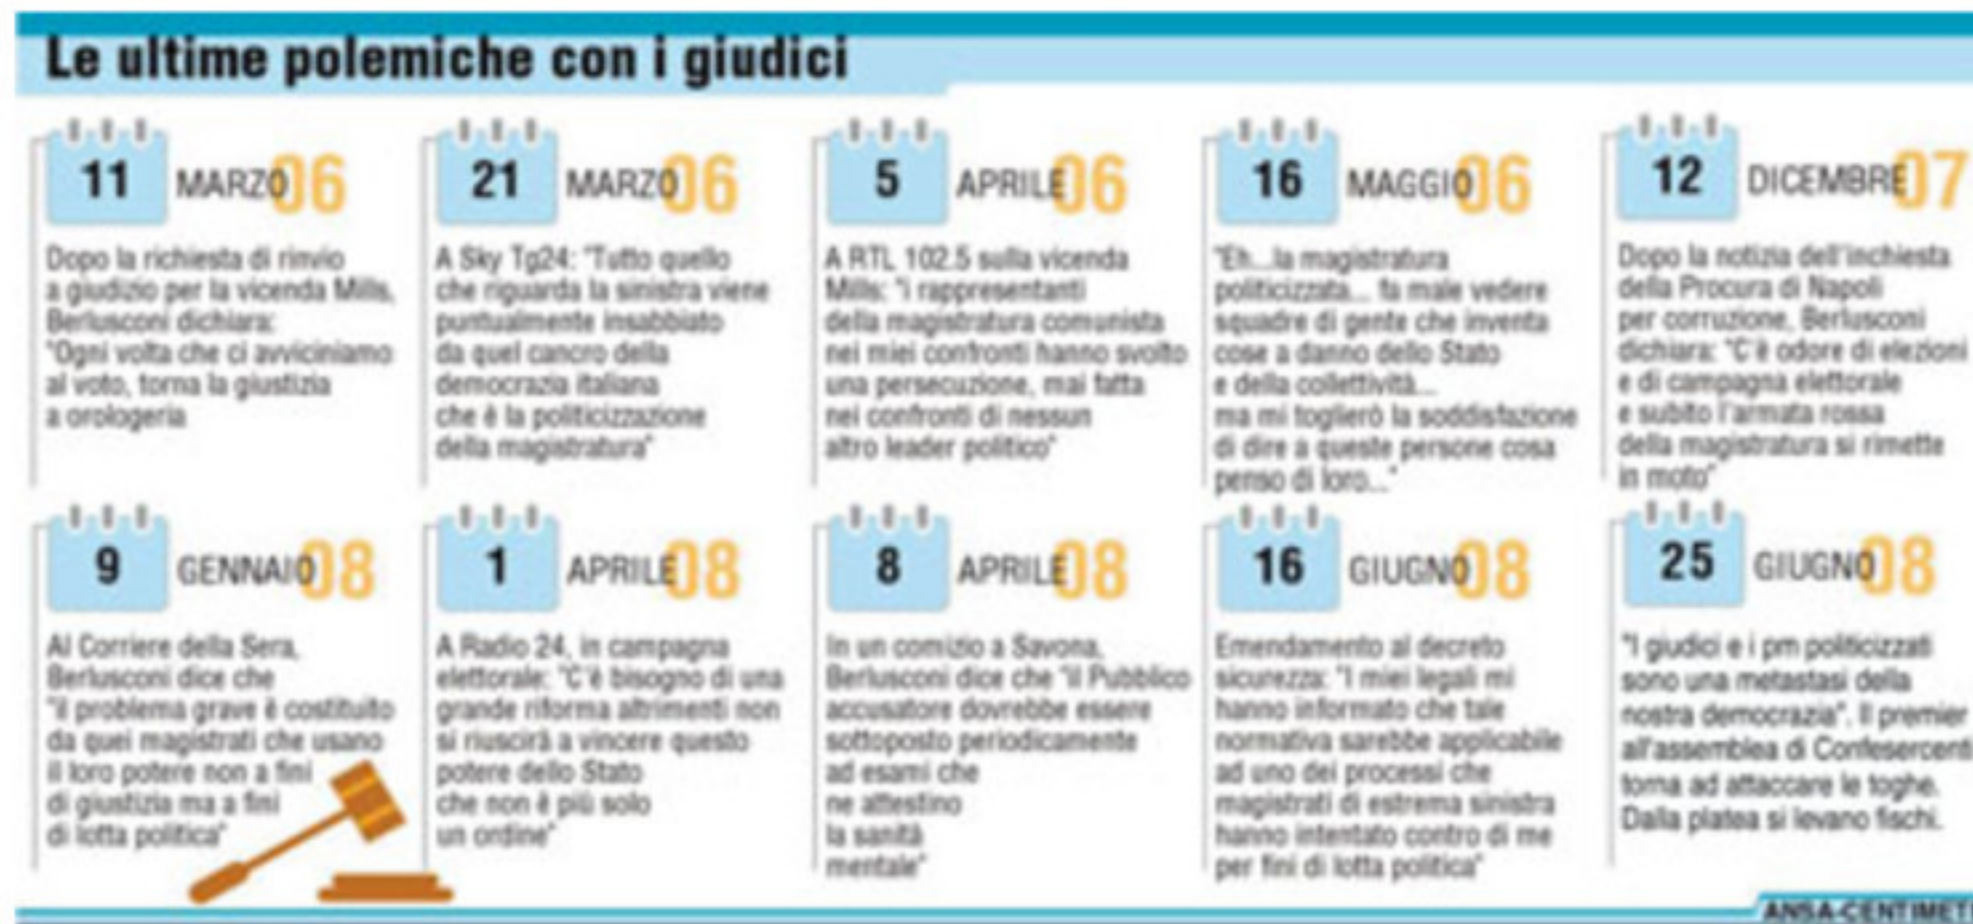 Le ultime polemiche con i giudici
11 MARZO 06
Dopo la richiesta di rinvio
a giudizio per la vicenda Mills,
Berlusconi dichiara:
"Ogni volta che ci avviciniamo
al voto, torna la giustizia
a orologeria
21 MARZO 06
A Sky Tg24: "Tutto quello
che riguarda la sinistra viene
puntualmente insabbiato
da quel cancro della
democrazia italiana
che è la politicizzazione
della magistratura"
5 APRILE 06
A RTL 102.5 sulla vicenda
Mills: "i rappresentanti
della magistratura comunista
nei miei confronti hanno svolto
una persecuzione, mai fatta
nei confronti di nessun
altro leader politico"
16 MAGGIO 06
"Eh...la magistratura
politicizzata... fa male vedere
squadre di gente che inventa
cose a danno dello Stato
e della collettività...
ma mi toglierò la soddisfazione
di dire a queste persone cosa
penso di loro..."
12 DICEMBRE 07
Dopo la notizia dell'inchiesta
della Procura di Napoli
per corruzione, Berlusconi
dichiara: "C'è odore di elezioni
e di campagna elettorale
e subito l'armata rossa
della magistratura si rimette
in moto"
9 GENNAIO 08
Al Corriere della Sera,
Berlusconi dice che
"il problema grave è costituito
da quei magistrati che usano
il loro potere non a fini
di giustizia ma a fini
di lotta politica"
1 APRILE 08
A Radio 24, in campagna
elettorale: "C'è bisogno di una
grande riforma altrimenti non
si riuscirà a vincere questo
potere dello Stato
che non è più solo
un ordine"
8 APRILE 08
In un comizio a Savona,
Berlusconi dice che "il Pubblico
accusatore dovrebbe essere
sottoposto periodicamente
ad esami che
ne attestino
la sanità
mentale"
16 GIUGNO 08
Emendamento al decreto
sicurezza: "I miei legali mi
hanno informato che tale
normativa sarebbe applicabile
ad uno dei processi che
magistrati di estrema sinistra
hanno intentato contro di me
per fini di lotta politica"
25 GIUGNO 08
"I giudici e i pm politicizzati
sono una metastasi della
nostra democrazia". Il premier
all'assemblea di Confesercenti
torna ad attaccare le toghe.
Dalla platea si levano fischi.
ANSA-CENTIMET